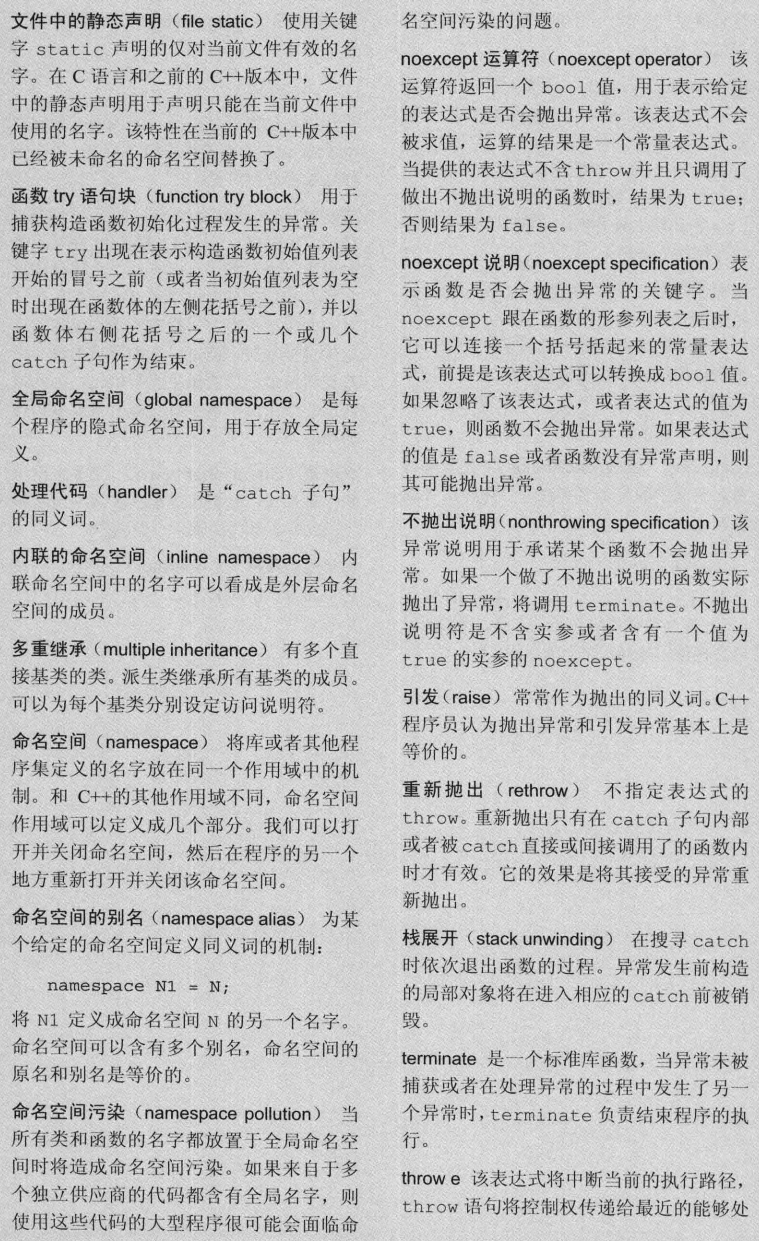 文件中的静态声明（file static） 使用关键
字 static 声明的仅对当前文件有效的名
字。在 C 语言和之前的 C++版本中，文件
中的静态声明用于声明只能在当前文件中
使用的名字。该特性在当前的 C++版本中
已经被未命名的命名空间替换了。
函数 try 语句块（function try block） 用于
捕获构造函数初始化过程发生的异常。关
键字 try 出现在表示构造函数初始值列表
开始的冒号之前（或者当初始值列表为空
时出现在函数体的左侧花括号之前），并以
函数体右侧花括号之后的一个或几个
catch 子句作为结束。
全局命名空间（global namespace） 是每
个程序的隐式命名空间，用于存放全局定
义。
处理代码（handler） 是“catch 子句”
的同义词。
内联的命名空间（inline namespace） 内
联命名空间中的名字可以看成是外层命名
空间的成员。
多重继承（multiple inheritance） 有多个直
接基类的类。派生类继承所有基类的成员。
可以为每个基类分别设定访问说明符。
命名空间（namespace） 将库或者其他程
序集定义的名字放在同一个作用域中的机
制。和 C++的其他作用域不同，命名空间
作用域可以定义成几个部分。我们可以打
开并关闭命名空间，然后在程序的另一个
地方重新打开并关闭该命名空间。
命名空间的别名（namespace alias） 为某
个给定的命名空间定义同义词的机制：
namespace N1 = N;
将 N1 定义成命名空间 N 的另一个名字。
命名空间可以含有多个别名，命名空间的
原名和别名是等价的。
命名空间污染（namespace pollution） 当
所有类和函数的名字都放置于全局命名空
间时将造成命名空间污染。如果来自于多
个独立供应商的代码都含有全局名字，则
使用这些代码的大型程序很可能会面临命
名空间污染的问题。
noexcept 运算符（noexcept operator） 该
运算符返回一个 bool 值，用于表示给定
的表达式是否会抛出异常。该表达式不会
被求值，运算的结果是一个常量表达式。
当提供的表达式不含 throw 并且只调用了
做出不抛出说明的函数时，结果为 true；
否则结果为 false。
noexcept 说明（noexcept specification）表
示函数是否会抛出异常的关键字。当
noexcept 跟在函数的形参列表之后时，
它可以连接一个括号括起来的常量表达
式，前提是该表达式可以转换成 bool 值。
如果忽略了该表达式，或者表达式的值为
true，则函数不会抛出异常。如果表达式
的值是 false 或者函数没有异常声明，则
其可能抛出异常。
不抛出说明（nonthrowing specification）该
异常说明用于承诺某个函数不会抛出异
常。如果一个做了不抛出说明的函数实际
抛出了异常，将调用 terminate。不抛出
说明符是不含实参或者含有一个值为
true 的实参的 noexcept。
引发（raise） 常常作为抛出的同义词。C++
程序员认为抛出异常和引发异常基本上是
等价的。
重新抛出（rethrow） 不指定表达式的
throw。重新抛出只有在 catch 子句内部
或者被 catch 直接或间接调用了的函数内
时才有效。它的效果是将其接受的异常重
新抛出。
栈展开（stack unwinding） 在搜寻 catch
时依次退出函数的过程。异常发生前构造
的局部对象将在进入相应的 catch 前被销
毁。
terminate 是一个标准库函数，当异常未被
捕获或者在处理异常的过程中发生了另一
个异常时，terminate 负责结束程序的执
行。
throw e 该表达式将中断当前的执行路径，
throw 语句将控制权传递给最近的能够处